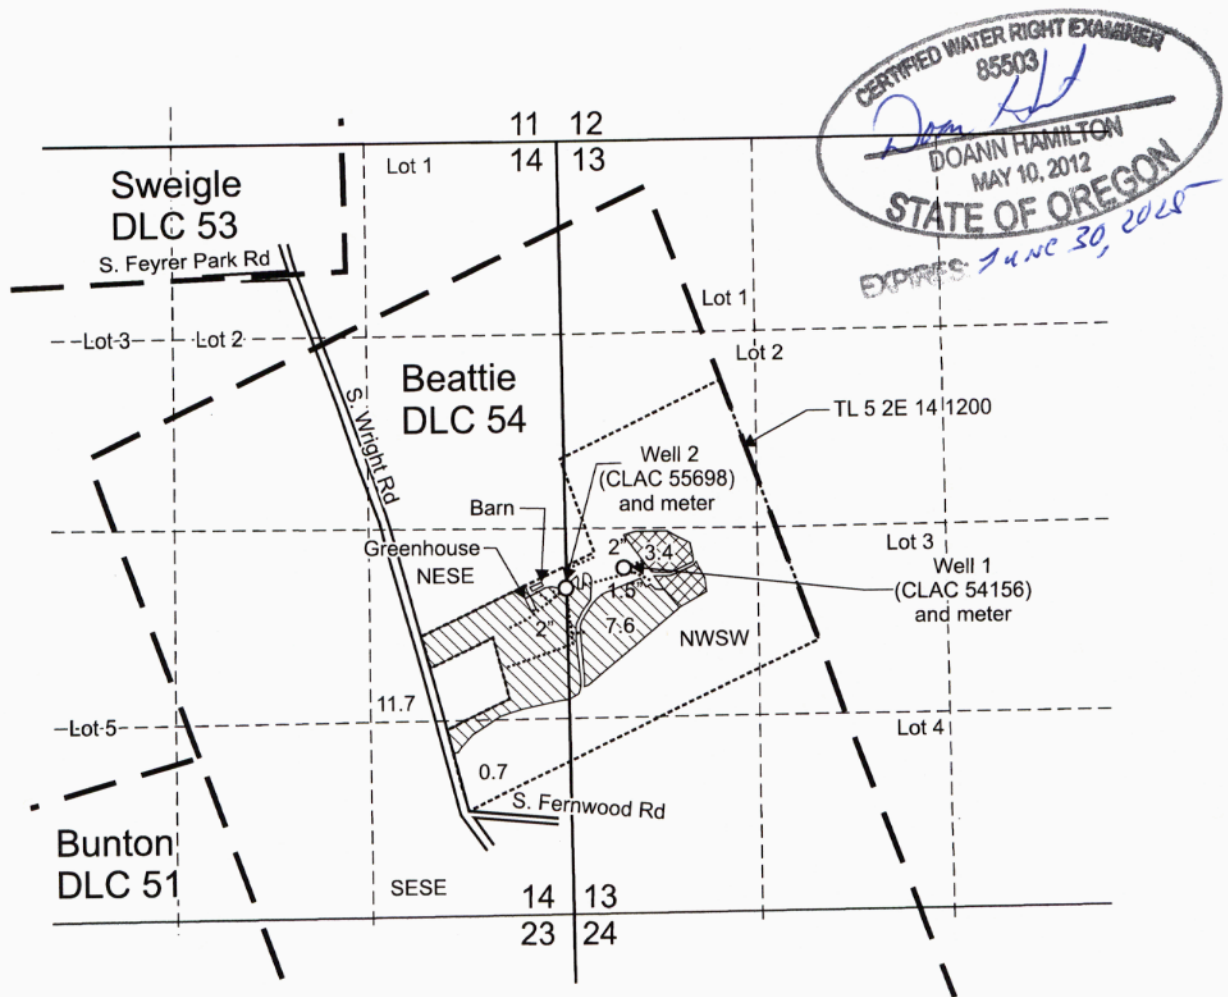 CERTIFIED WATER RIGHT EXAMINER
85503
DOANN HAMILTON
MAY 10, 2012
STATE OF OREGON
EXPIRES: JUNE 30, 2025
11 12
14 13
Lot 1
Sweigle
DLC 53
S. Feyrer Park Rd
Lot 1
Lot 3
Lot 2
Lot 2
Beattie
DLC 54
S. Wright Rd
TL 5 2E 14 1200
Well 2
(CLAC 55698)
and meter
Barn
Greenhouse
NESE
2"
3.4
Lot 3
Well 1
(CLAC 54156)
and meter
1.5"
2"
7.6
NWSW
11.7
Lot 5
Lot 4
0.7
S. Fernwood Rd
Bunton
DLC 51
SESE
14 13
23 24